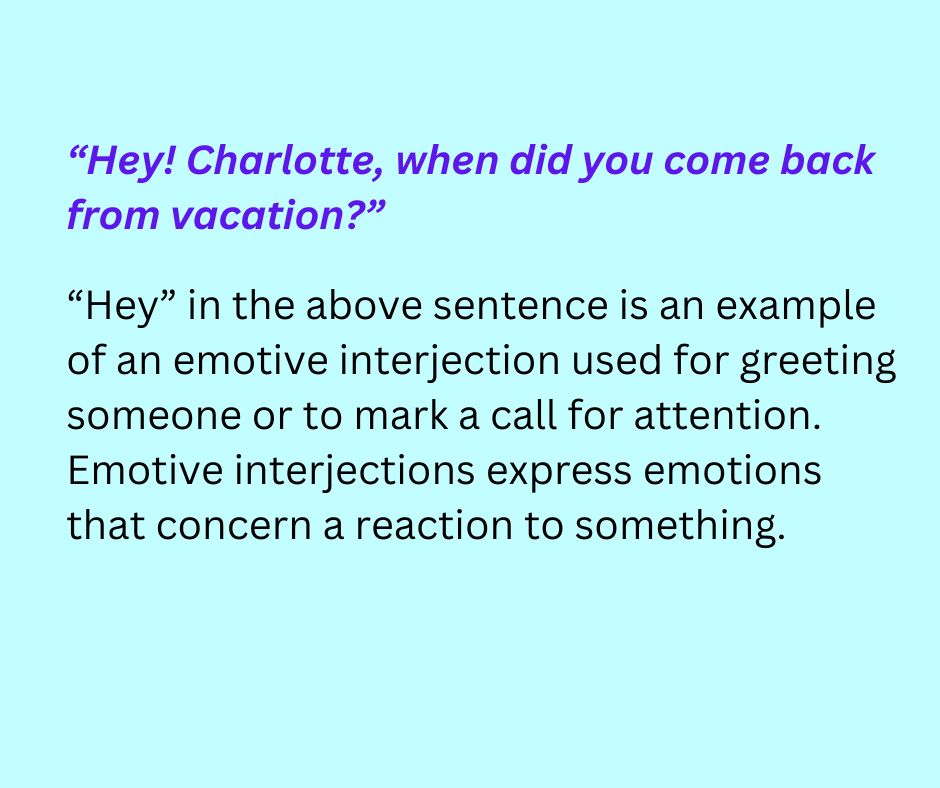 “Hey! Charlotte, when did you come back
from vacation?”
“Hey” in the above sentence is an example
of an emotive interjection used for greeting
someone or to mark a call for attention.
Emotive interjections express emotions
that concern a reaction to something.